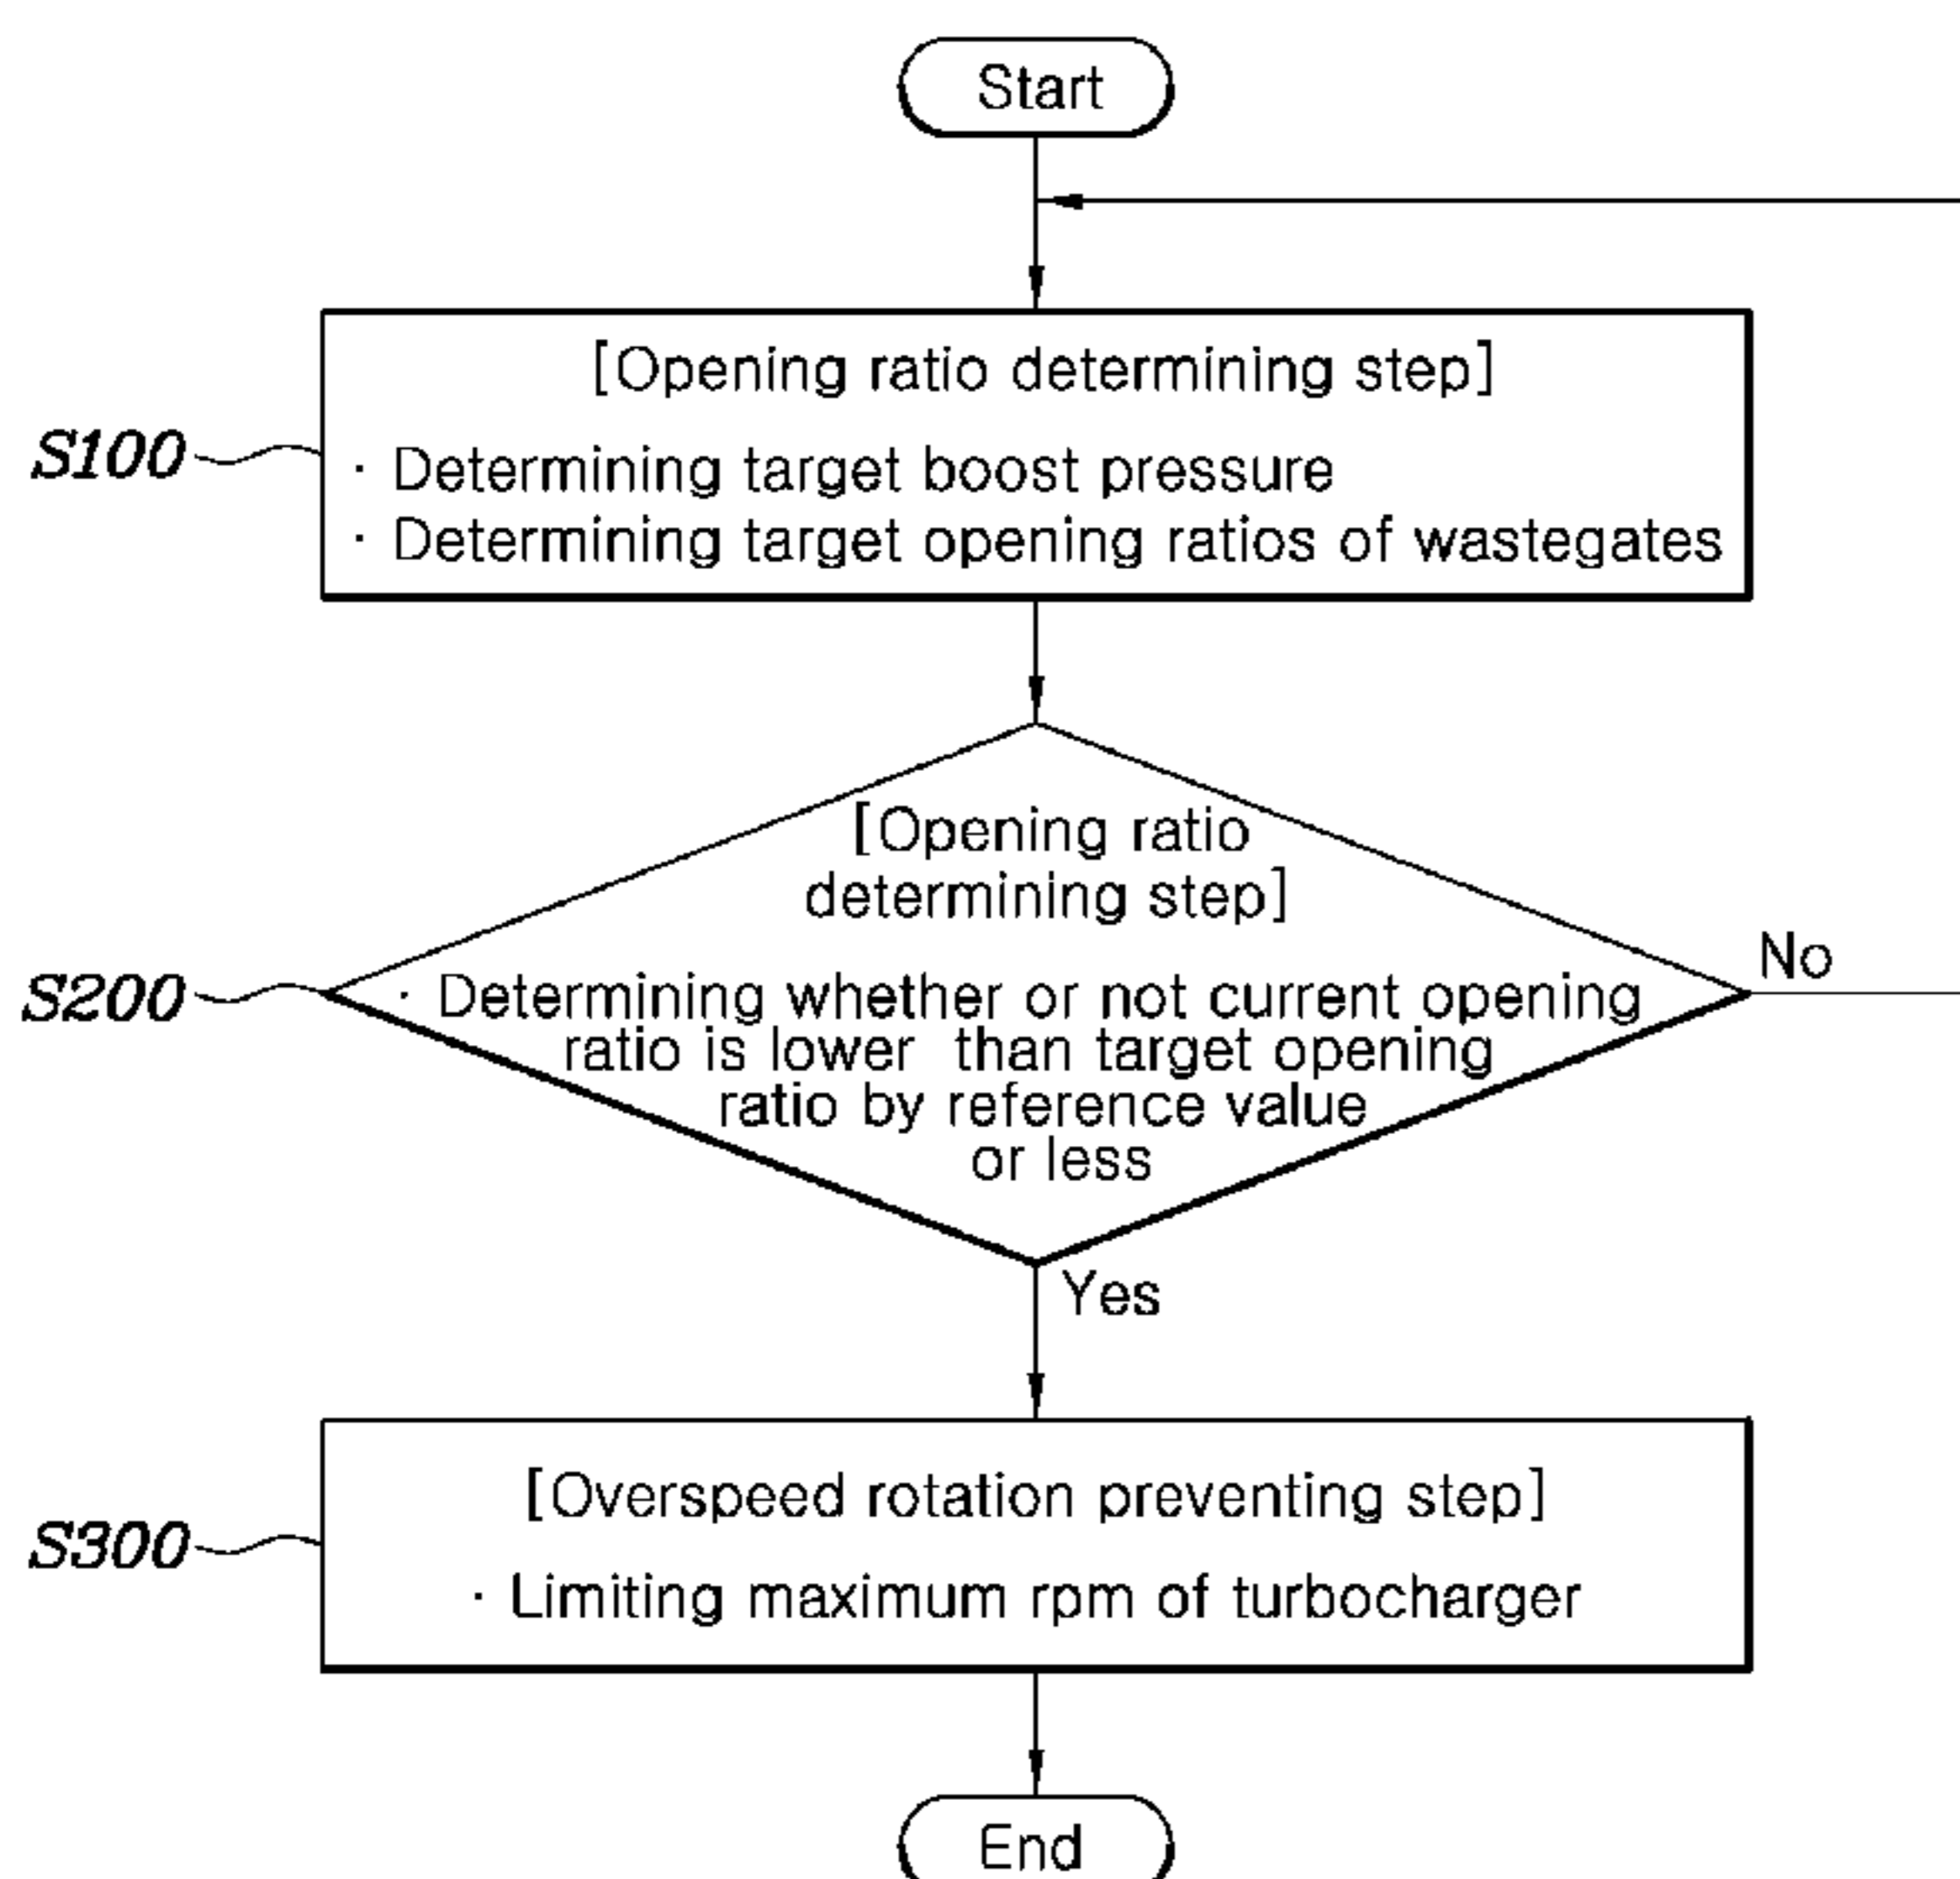 Start
[Opening ratio determining step]
S100
· Determining target boost pressure
· Determining target opening ratios of wastegates
[Opening ratio
determining step]
No
S200
· Determining whether or not current opening
ratio is lower than target opening
ratio by reference value
or less
Yes
[Overspeed rotation preventing step]
S300
· Limiting maximum rpm of turbocharger
End